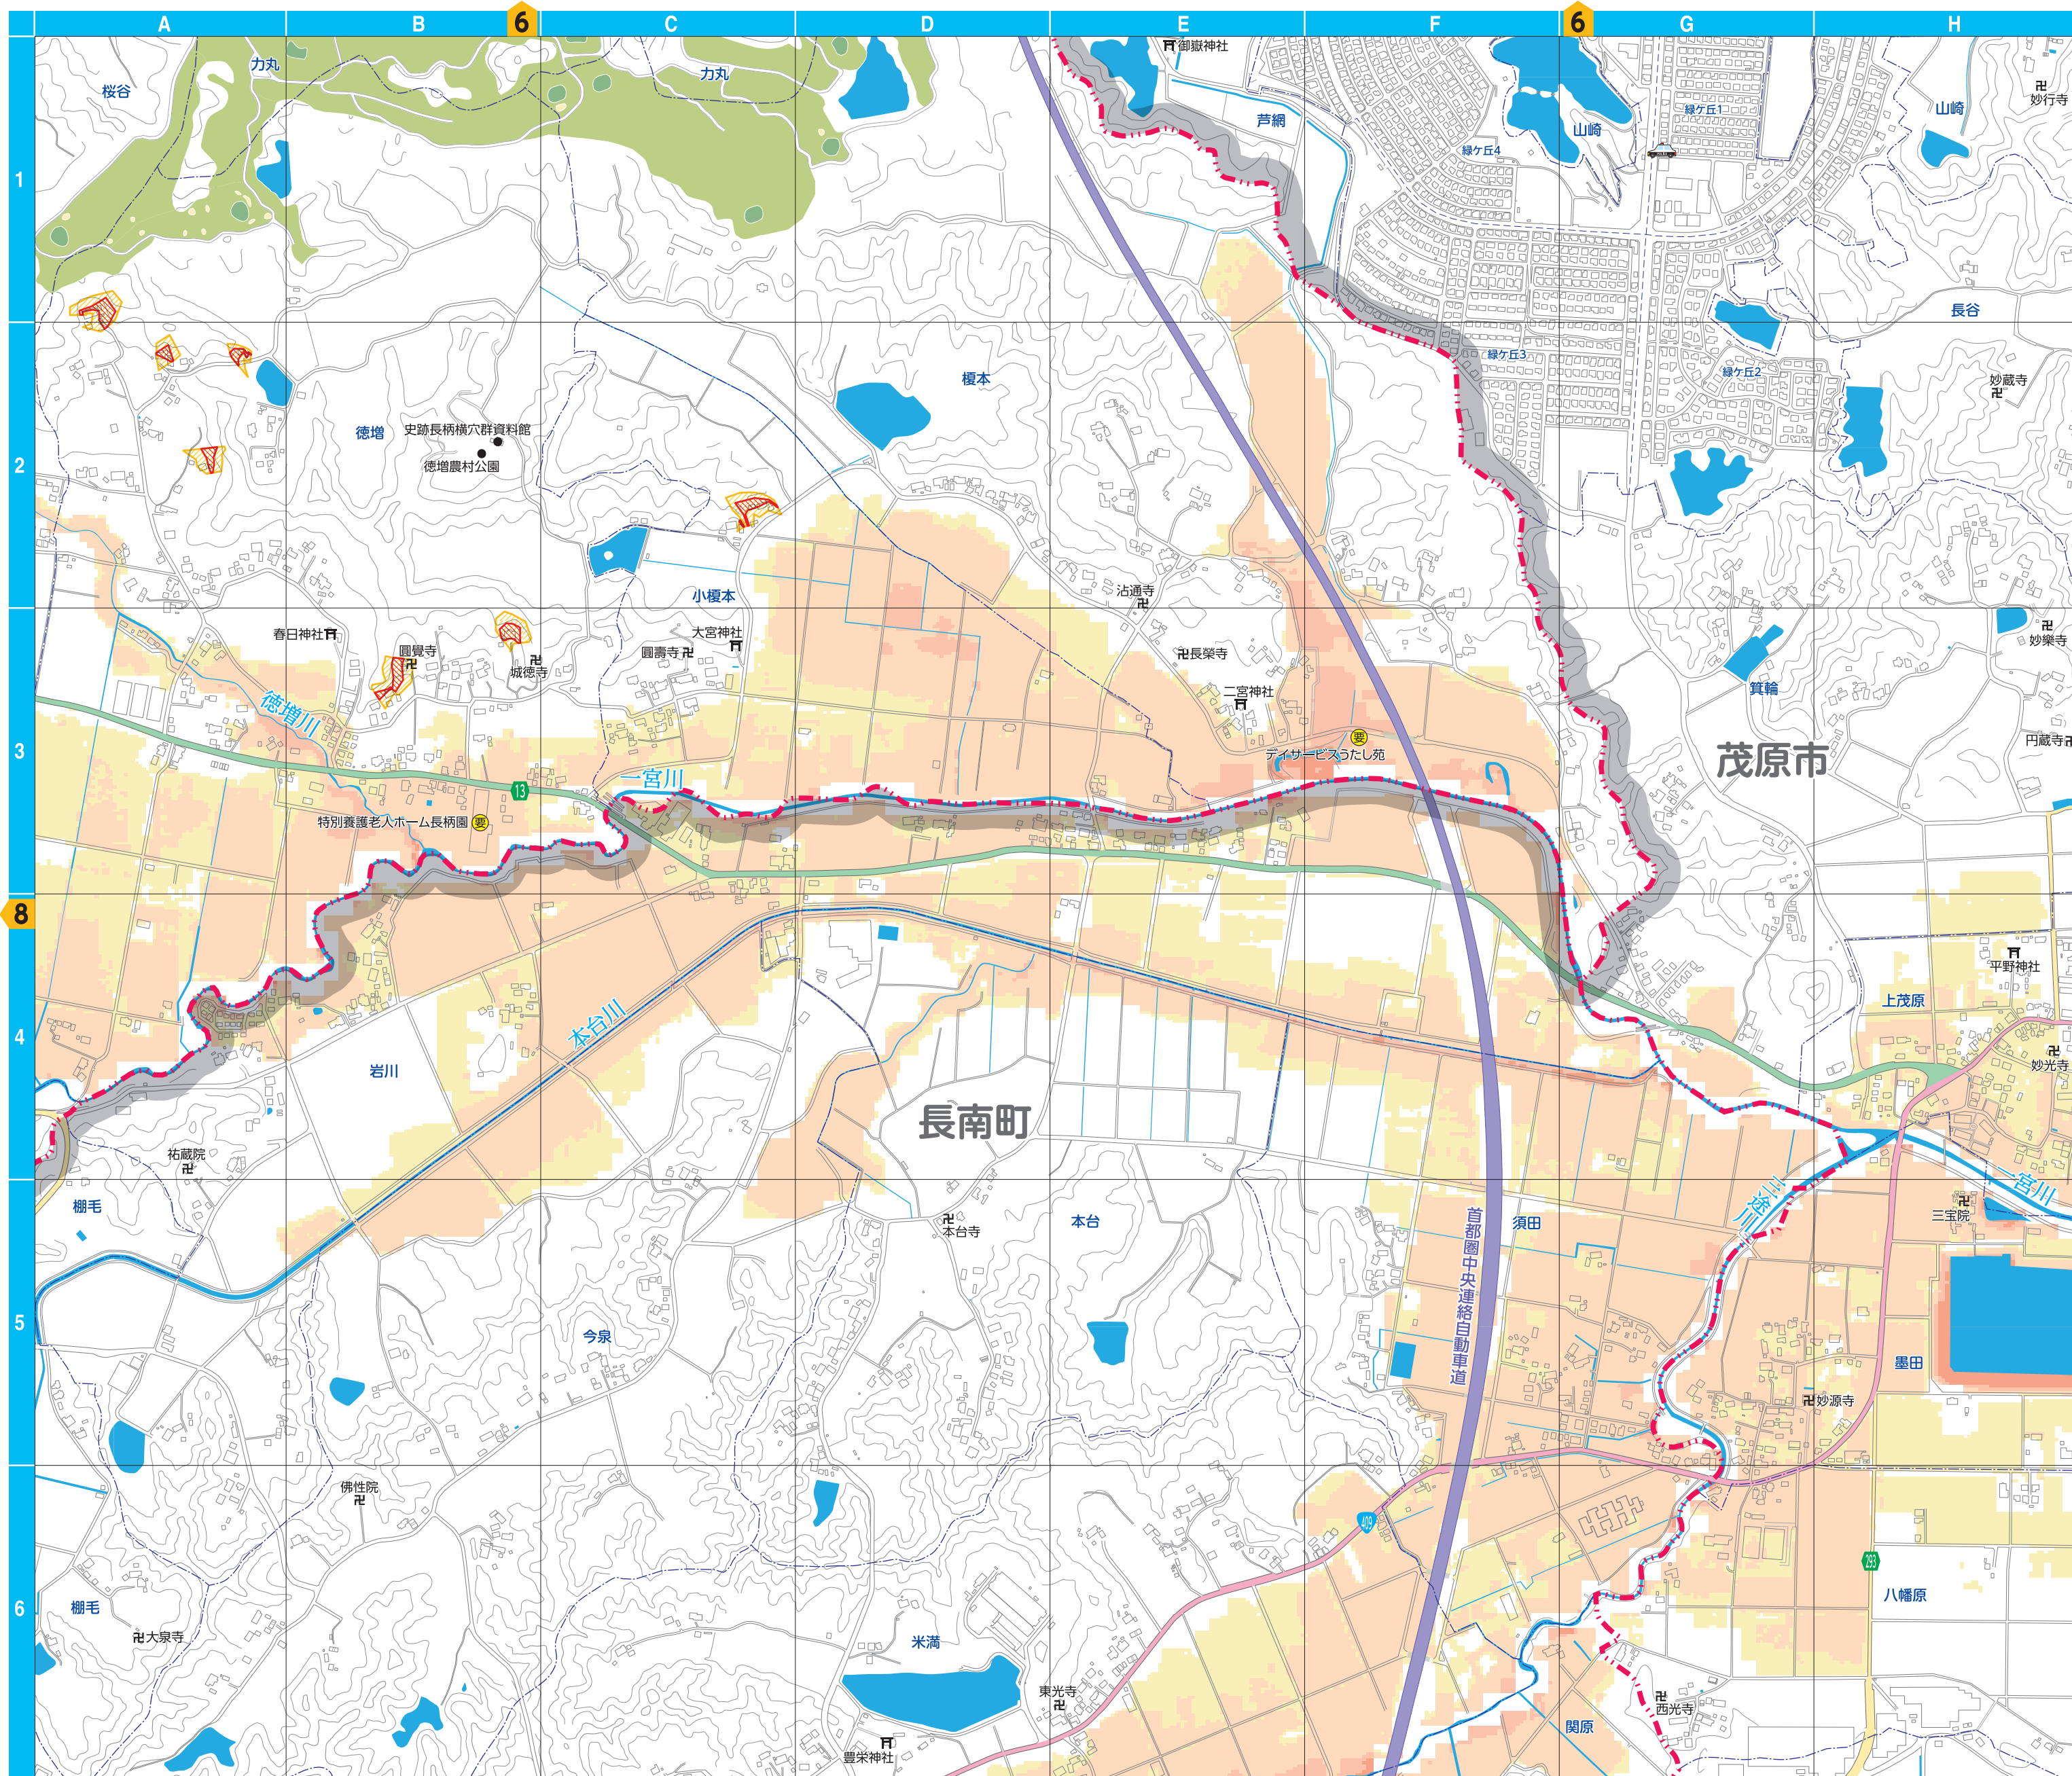 A
B
6
C
D
E
F
6
G
H
力丸
力丸
桜谷
御嶽神社
芦網
緑ケ丘1
山崎
山崎
妙行寺
緑ケ丘4
1
長谷
緑ケ丘3
緑ケ丘2
榎本
妙蔵寺
徳増
史跡長柄横穴群資料館
徳増農村公園
2
沾通寺
小榎本
春日神社
大宮神社
圓覺寺
圓壽寺
城徳寺
長榮寺
妙樂寺
二宮神社
箕輪
徳増川
円蔵寺
3
茂原市
デイサービスうたし苑
要
一宮川
13
特別養護老人ホーム長柄園
要
8
平野神社
上茂原
本台川
4
妙光寺
岩川
長南町
祐蔵院
棚毛
一宮川
三途川
三宝院
本台
本台寺
須田
首都圏中央連絡自動車道
5
今泉
墨田
妙源寺
佛性院
409
293
八幡原
6
棚毛
大泉寺
米満
東光寺
西光寺
関原
豊栄神社